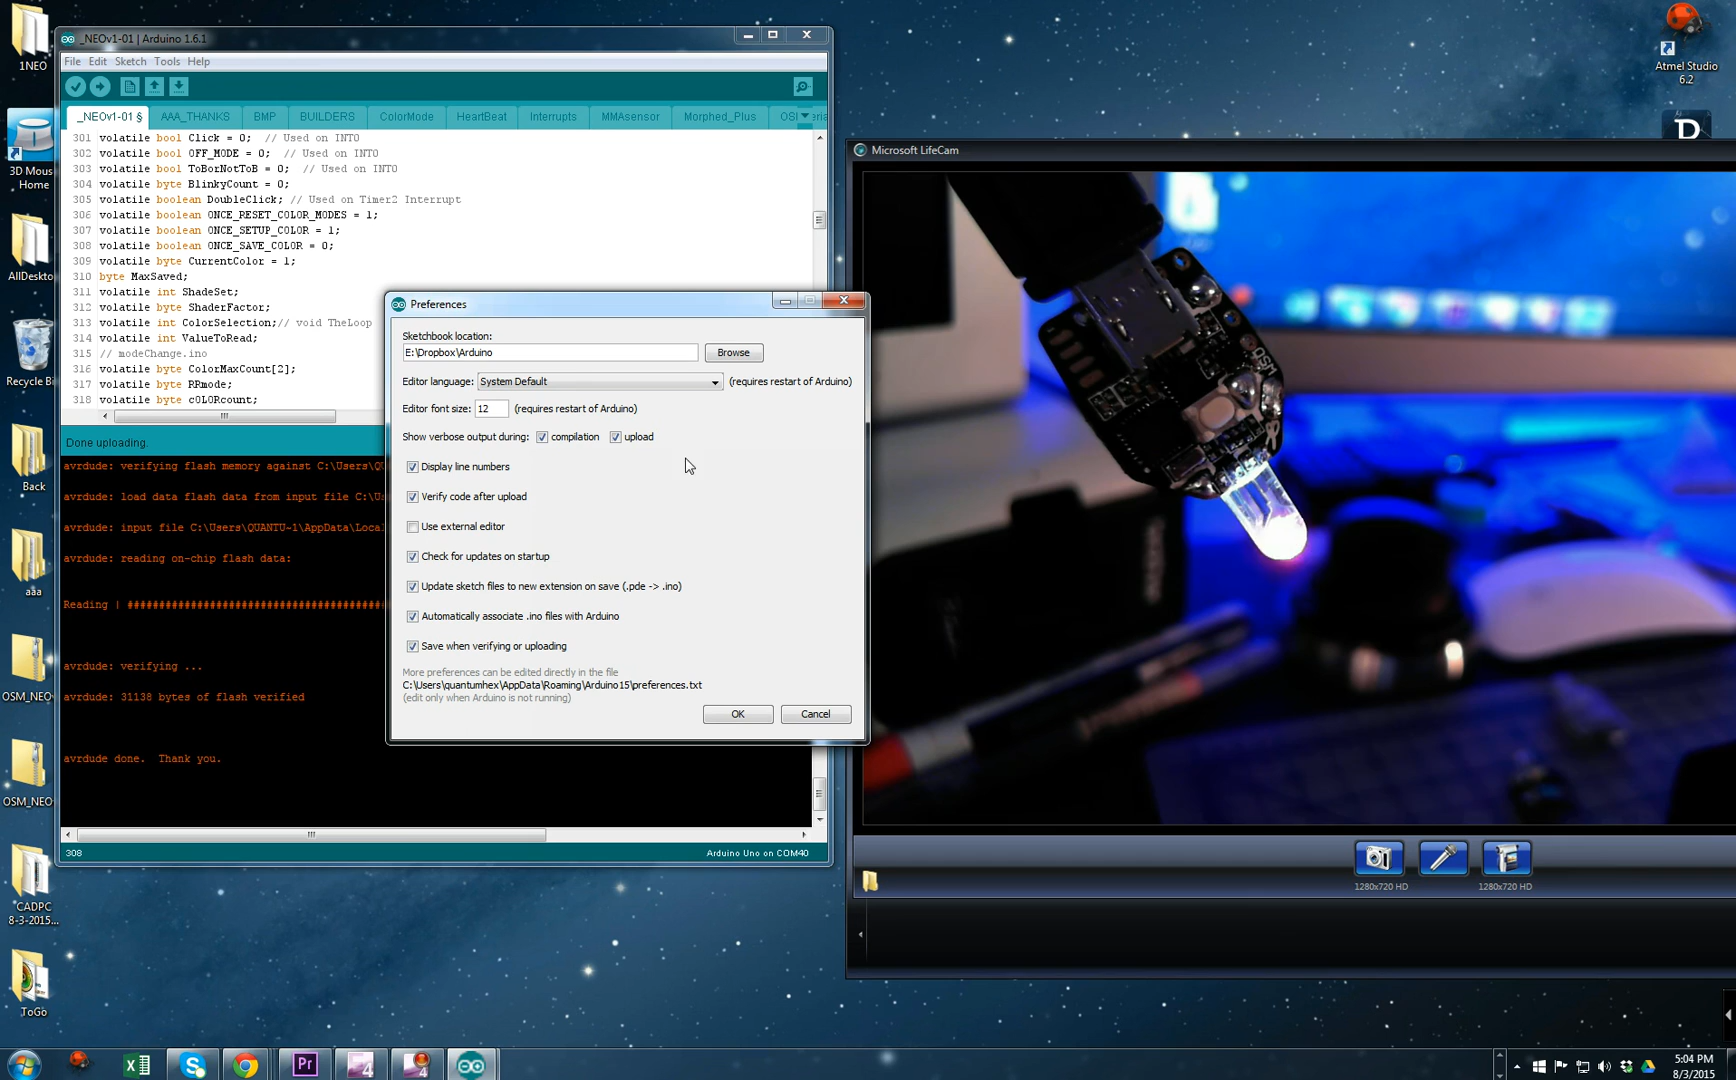 1NEO
3D Mous
Home
AllDeskto
Recycle Bi
Back
aaa
OSM_NEO
OSM_NEO
CADPC
8-3-2015...
ToGo
_NEOv1-01 | Arduino 1.6.1
File Edit Sketch Tools Help
_NEOv1-01 § AAA_THANKS BMP BUILDERS ColorMode HeartBeat Interrupts MMAsensor Morphed_Plus
301 volatile bool Click = 0; // Used on INT0
302 volatile bool OFF_MODE = 0; // Used on INT0
303 volatile bool ToBorNotToB = 0; // Used on INT0
304 volatile byte BlinkyCount = 0;
305 volatile boolean DoubleClick; // Used on Timer2 Interrupt
306 volatile boolean ONCE_RESET_COLOR_MODES = 1;
307 volatile boolean ONCE_SETUP_COLOR = 1;
308 volatile boolean ONCE_SAVE_COLOR = 0;
309 volatile byte CurrentColor = 1;
310 byte MaxSaved;
311 volatile int ShadeSet;
312 volatile byte ShaderFactor;
313 volatile int ColorSelection;// void TheLoop
314 volatile int ValueToRead;
315 // modeChange.ino
316 volatile byte ColorMaxCount[2];
317 volatile byte RRmode;
318 volatile byte cOLORcount;
Done uploading.
avrdude: verifying flash memory against C:\Users\QU
avrdude: load data flash data from input file C:\Us
avrdude: input file C:\Users\QUANTU~1\AppData\Loca
avrdude: reading on-chip flash data:
Reading | ##########################################
avrdude: verifying ...
avrdude: 31138 bytes of flash verified
avrdude done.  Thank you.
308
Arduino Uno on COM40
Preferences
Sketchbook location:
E:\Dropbox\Arduino
Browse
Editor language: System Default (requires restart of Arduino)
Editor font size: 12 (requires restart of Arduino)
Show verbose output during: compilation upload
Display line numbers
Verify code after upload
Use external editor
Check for updates on startup
Update sketch files to new extension on save (.pde -> .ino)
Automatically associate .ino files with Arduino
Save when verifying or uploading
More preferences can be edited directly in the file
C:\Users\quantumhex\AppData\Roaming\Arduino15\preferences.txt
(edit only when Arduino is not running)
OK Cancel
Atmel Studio
6.2
D
Microsoft LifeCam
OSM
1280x720 HD
1280x720 HD
Pr
4
4
5:04 PM
8/3/2015